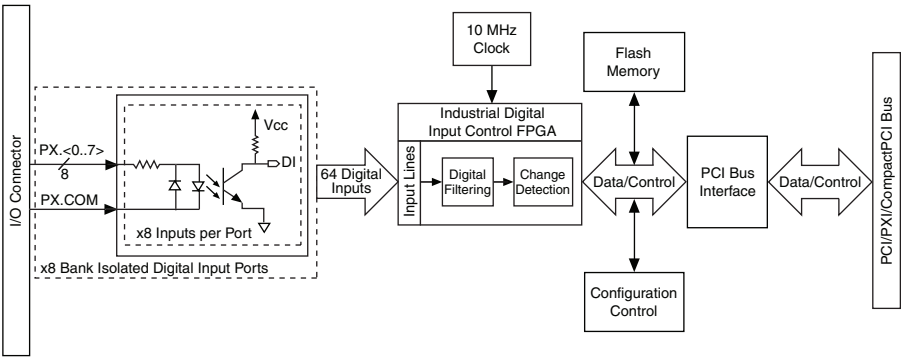 I/O Connector
PX.<0..7>
8
PX.COM
Vcc
DI
x8 Inputs per Port
x8 Bank Isolated Digital Input Ports
64 Digital
Inputs
10 MHz
Clock
Industrial Digital
Input Control FPGA
Input Lines
Digital
Filtering
Change
Detection
Flash
Memory
Data/Control
Configuration
Control
PCI Bus
Interface
Data/Control
PCI/PXI/CompactPCI Bus